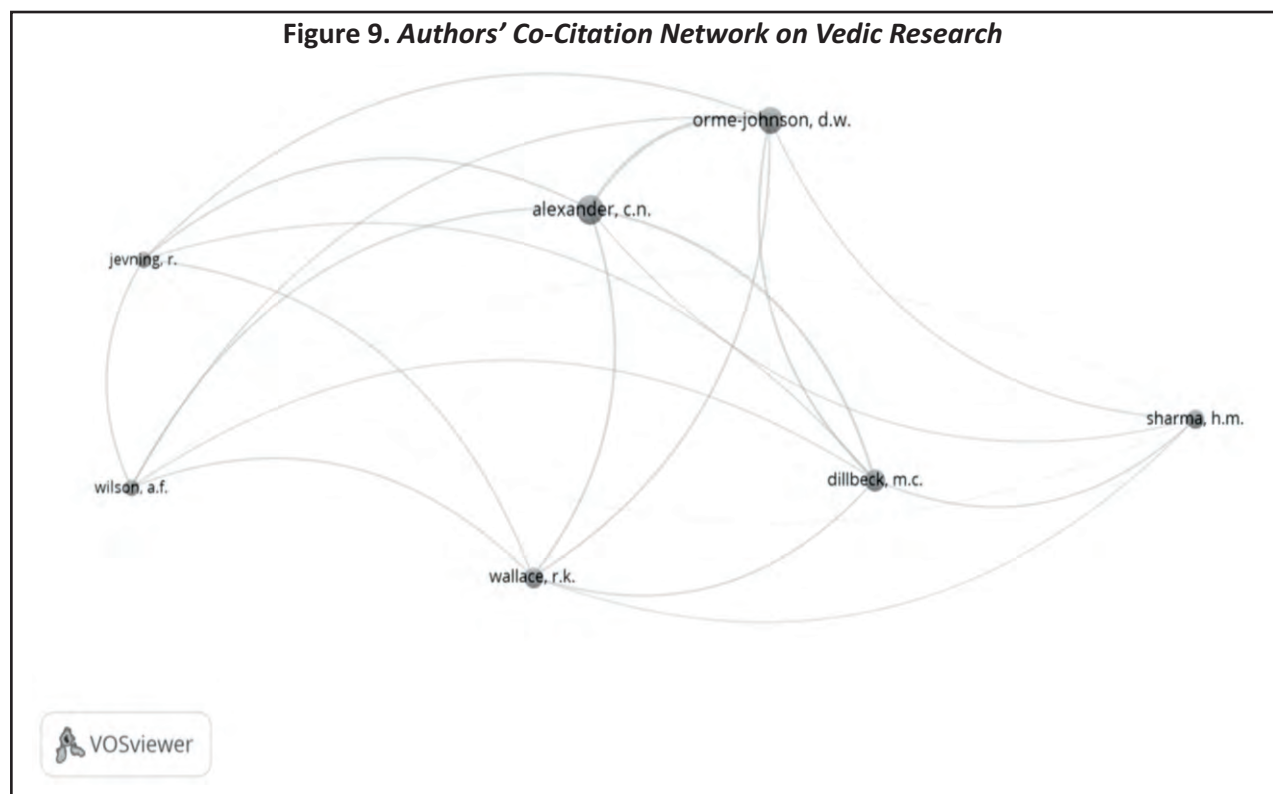 Figure 9. Authors’ Co-Citation Network on Vedic Research
orme-johnson, d.w.
alexander, c.n.
jevning, r.
sharma, h.m.
dillbeck, m.c.
wilson, a.f.
wallace, r.k.
VOSviewer